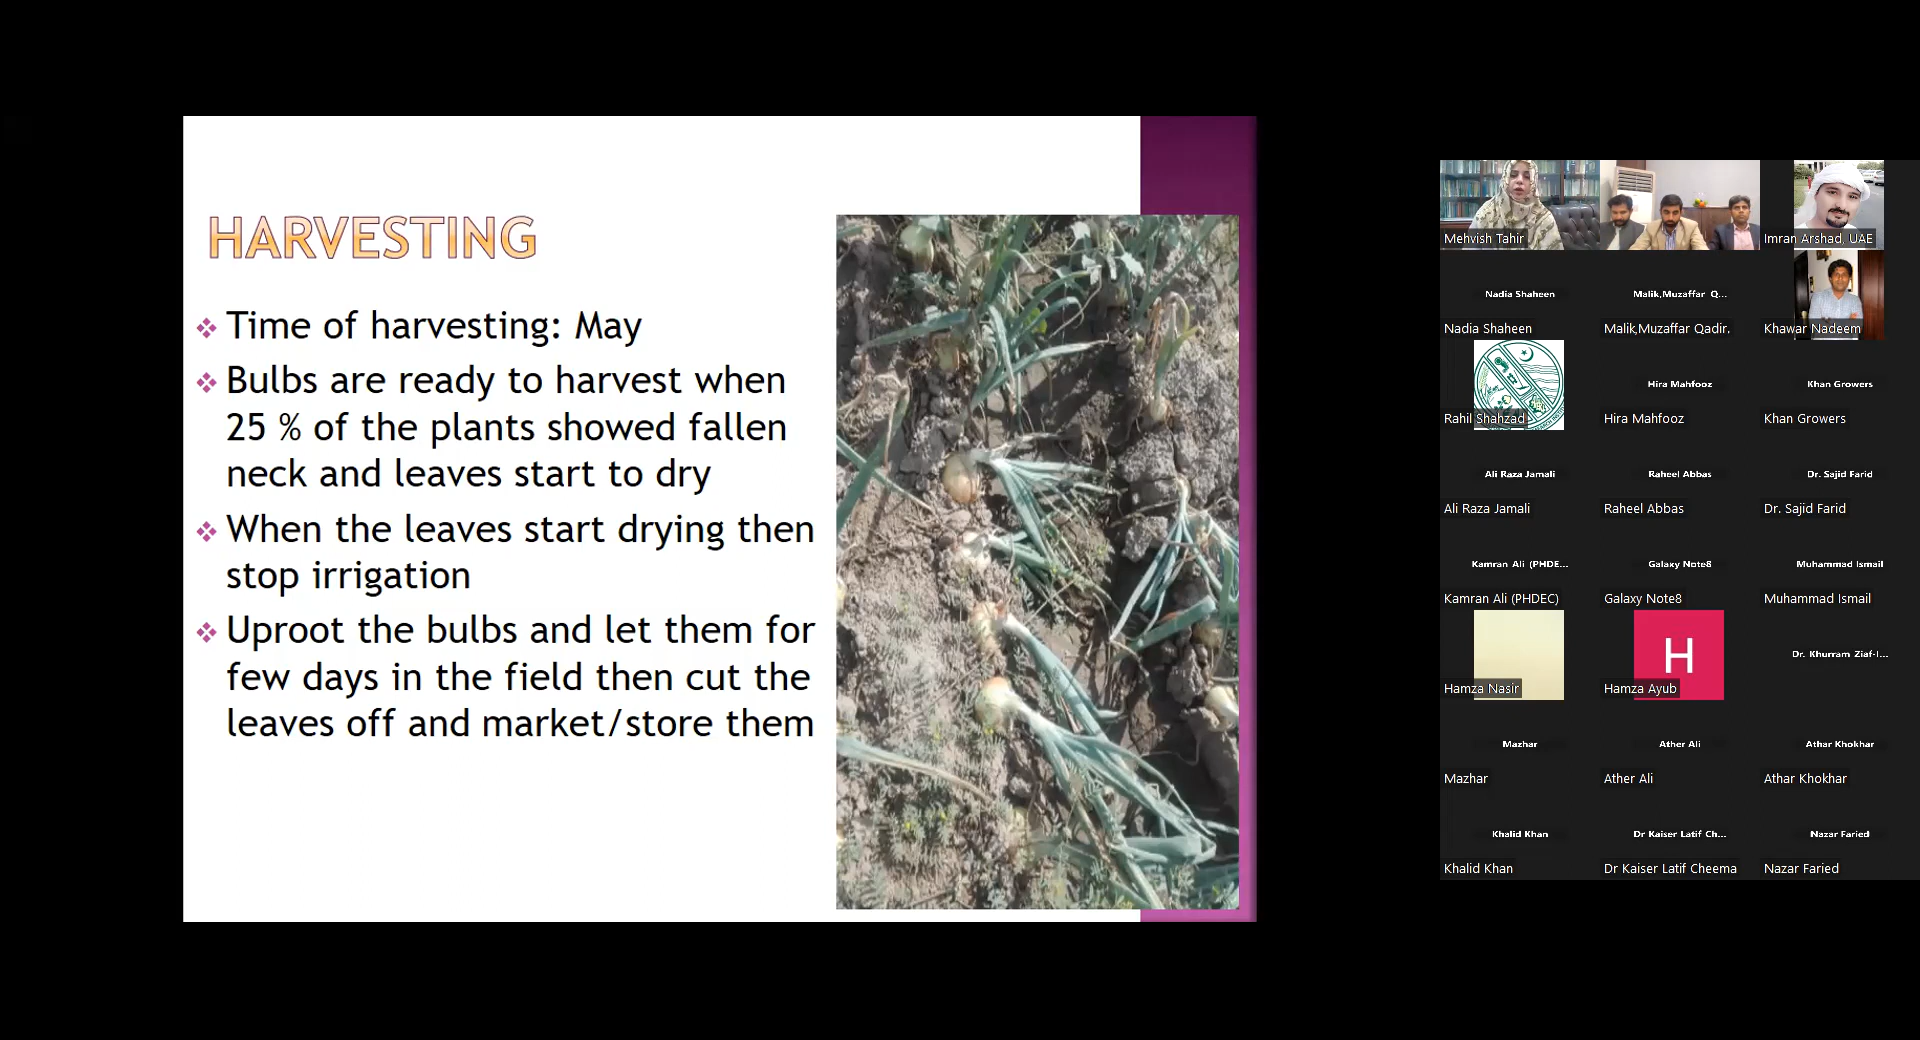 HARVESTING
Time of harvesting: May
Bulbs are ready to harvest when
25 % of the plants showed fallen
neck and leaves start to dry
When the leaves start drying then
stop irrigation
Uproot the bulbs and let them for
few days in the field then cut the
leaves off and market/store them
Mehvish Tahir
Imran Arshad, UAE
Nadia Shaheen
Malik,Muzaffar Q...
Nadia Shaheen
Malik,Muzaffar Qadir.
Khawar Nadeem
Hira Mahfooz
Khan Growers
Rahil Shahzad
Hira Mahfooz
Khan Growers
Ali Raza Jamali
Raheel Abbas
Dr. Sajid Farid
Ali Raza Jamali
Raheel Abbas
Dr. Sajid Farid
Kamran Ali (PHDE...
Galaxy Note8
Muhammad Ismail
Kamran Ali (PHDEC)
Galaxy Note8
Muhammad Ismail
H
Dr. Khurram Ziaf-I...
Hamza Nasir
Hamza Ayub
Mazhar
Ather Ali
Athar Khokhar
Mazhar
Ather Ali
Athar Khokhar
Khalid Khan
Dr Kaiser Latif Ch...
Nazar Faried
Khalid Khan
Dr Kaiser Latif Cheema
Nazar Faried